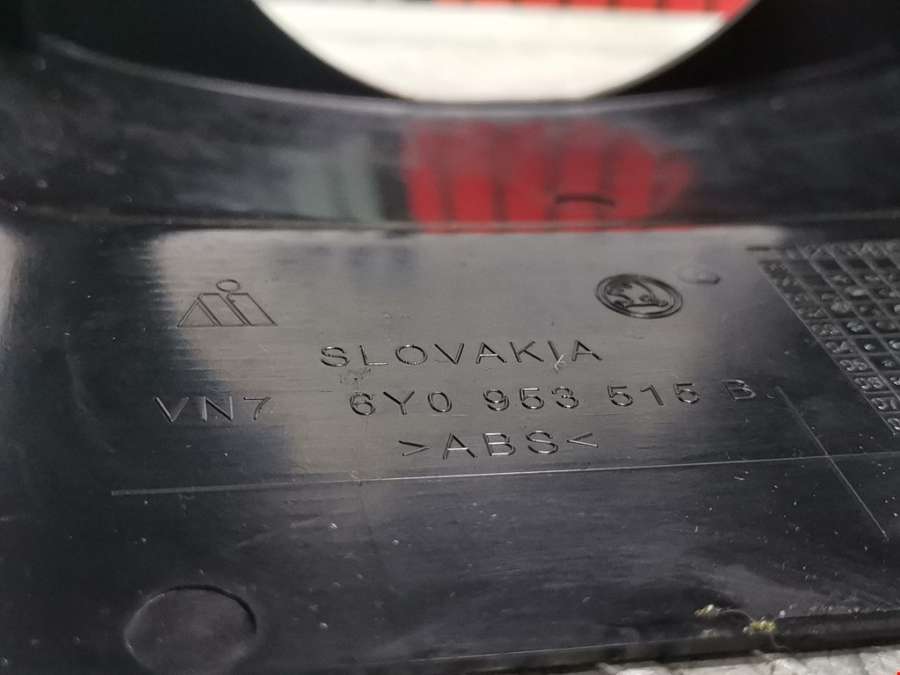 SLOVAKIA
VN7 6Y0 953 515 B.
>ABS<